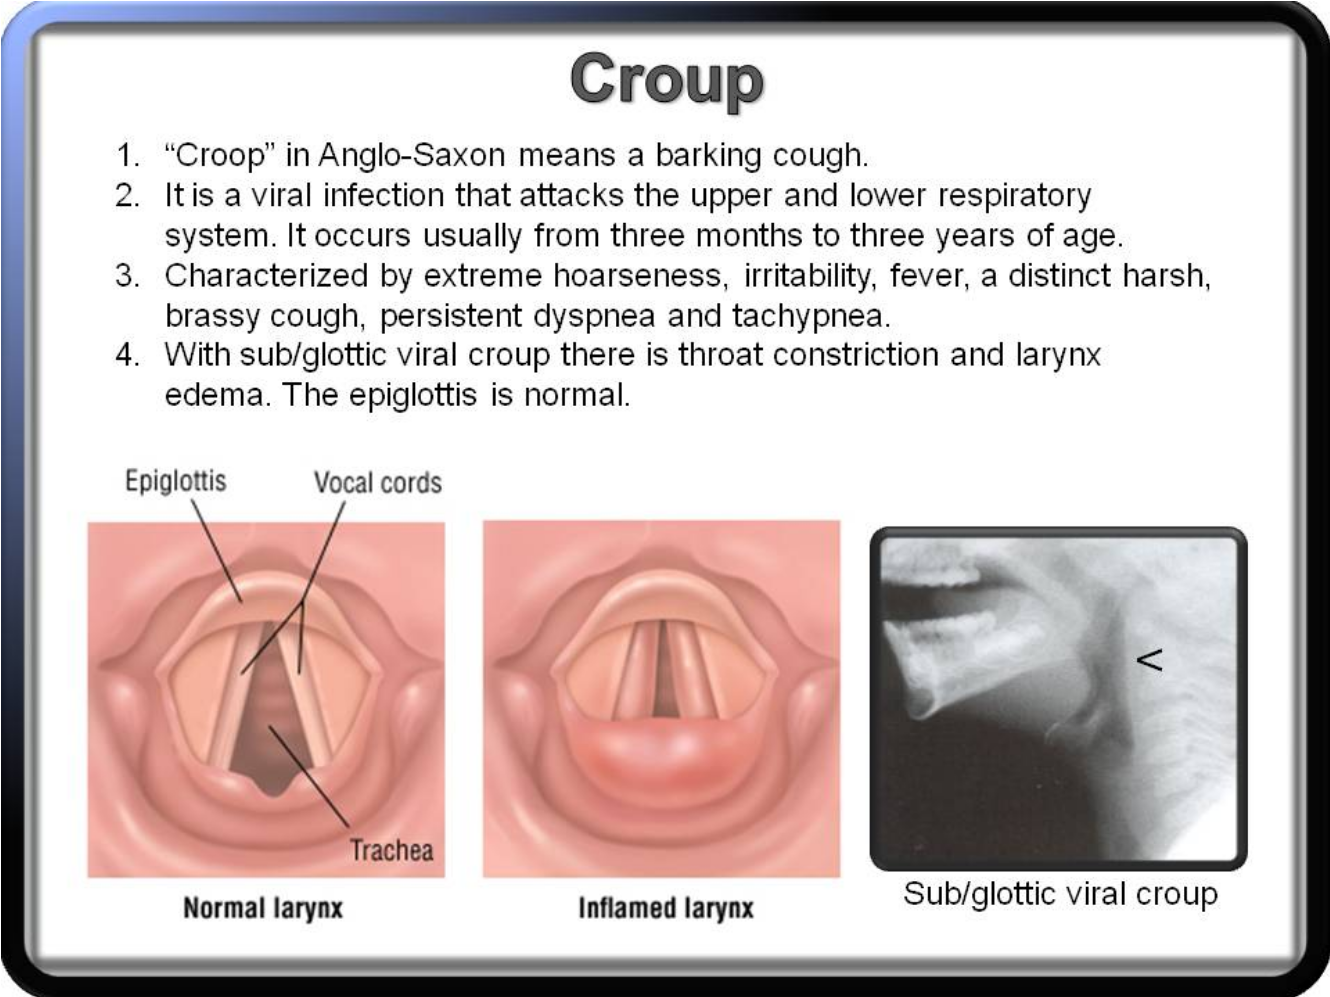 Croup
1. “Croop” in Anglo-Saxon means a barking cough.
2. It is a viral infection that attacks the upper and lower respiratory
system. It occurs usually from three months to three years of age.
3. Characterized by extreme hoarseness, irritability, fever, a distinct harsh,
brassy cough, persistent dyspnea and tachypnea.
4. With sub/glottic viral croup there is throat constriction and larynx
edema. The epiglottis is normal.
Epiglottis
Vocal cords
Trachea
<
Normal larynx
Inflamed larynx
Sub/glottic viral croup